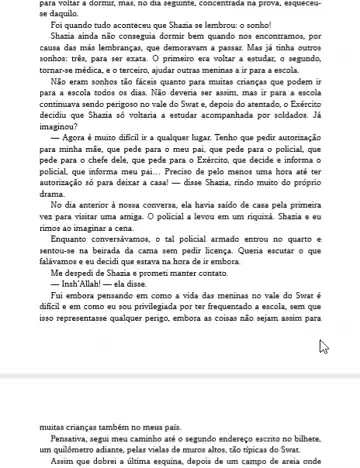 para voltar a dormir, mas, no dia seguinte, concentrada na prova, esqueceu-
se daquilo.
Foi quando tudo aconteceu que Shazia se lembrou: o sonho!
Shazia ainda não conseguia dormir bem quando nos encontramos, por
causa das más lembranças, que demoravam a passar. Mas já tinha outros
sonhos; três, para ser exata. O primeiro era voltar a estudar, o segundo,
tornar-se médica, e o terceiro, ajudar outras meninas a ir para a escola.
Não eram sonhos tão fáceis quanto para muitas crianças que podem ir
para a escola todos os dias. Não deveria ser assim, mas ir para a escola
continuava sendo perigoso no vale do Swat e, depois do atentado, o Exército
decidiu que Shazia só voltaria a estudar acompanhada por soldados. Já
imaginou?
— Agora é muito difícil ir a qualquer lugar. Tenho que pedir autorização
para minha mãe, que pede para o meu pai, que pede para o policial, que
pede para o chefe dele, que pede para o Exército, que decide e informa o
policial, que informa meu pai… Preciso de pelo menos uma hora até ter
autorização só para deixar a casa! — disse Shazia, rindo muito do próprio
drama.
No dia anterior à nossa conversa, ela havia saído de casa pela primeira
vez para visitar uma amiga. O policial a levou em um riquixá. Shazia e eu
rimos ao imaginar a cena.
Enquanto conversávamos, o tal policial armado entrou no quarto e
sentou-se na beirada da cama sem pedir licença. Queria escutar o que
falávamos e eu decidi que estava na hora de ir embora.
Me despedi de Shazia e prometi manter contato.
— Insh'Allah! — ela disse.
Fui embora pensando em como a vida das meninas no vale do Swat é
difícil e em como eu sou privilegiada por ter frequentado a escola, sem que
isso representasse qualquer perigo, embora as coisas não sejam assim para
muitas crianças também no meu país.
Pensativa, segui meu caminho até o segundo endereço escrito no bilhete,
um quilômetro adiante, pelas vielas de muros altos, tão típicas do Swat.
Assim que dobrei a última esquina, depois de um campo de areia onde